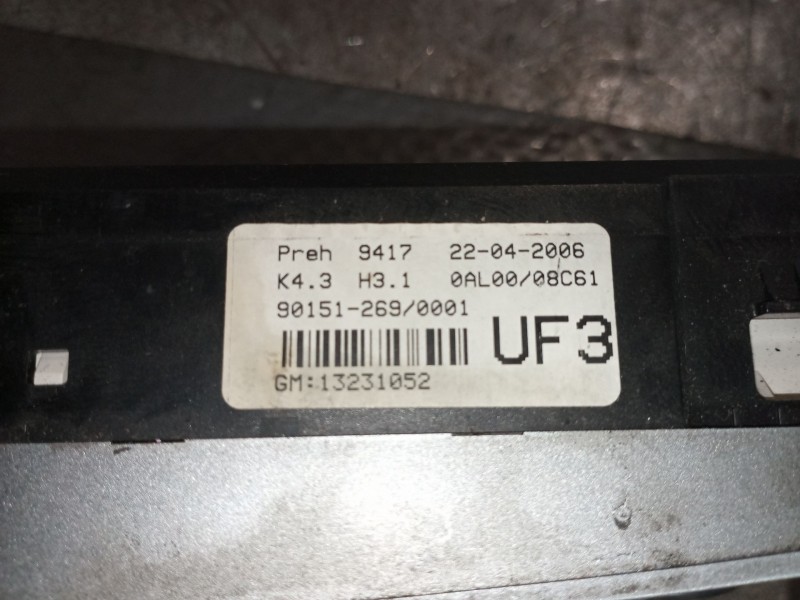 Preh 9417 22-04-2006
K4.3 H3.1 0AL00/08C61
90151-269/0001
UF3
GM:13231052